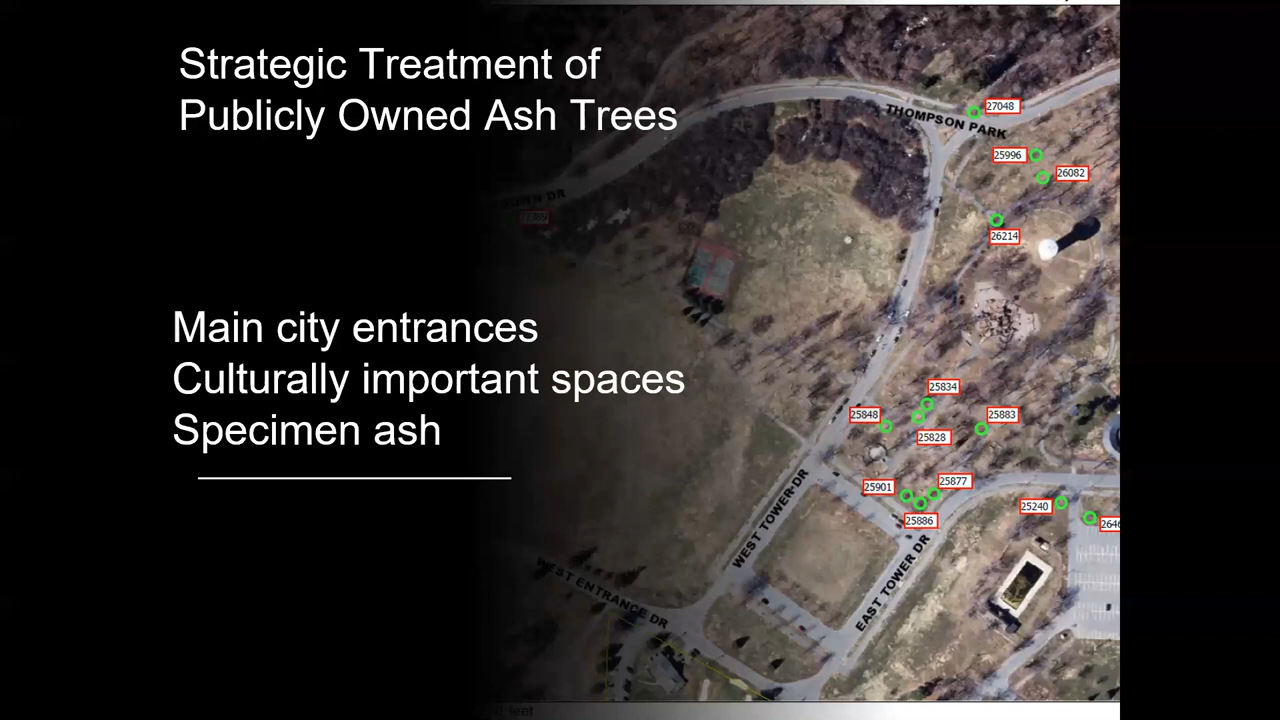 Strategic Treatment of
Publicly Owned Ash Trees
Main city entrances
Culturally important spaces
Specimen ash
THOMPSON PARK
27048
25996
26082
26214
25834
25848
25883
25828
25901
25877
25886
25240
WEST TOWER DR
EAST TOWER DR
WEST ENTRANCE DR
feet